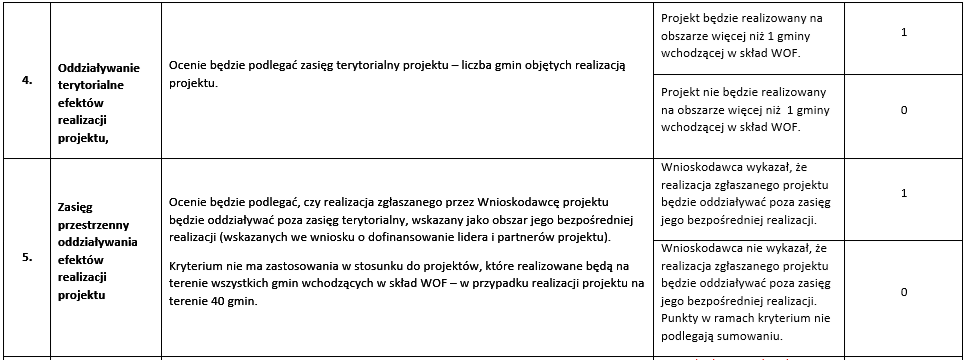 4.
Oddziaływanie
terytorialne
efektów
realizacji
projektu,
Ocenie będzie podlegać zasięg terytorialny projektu – liczba gmin objętych realizacją
projektu.
Projekt będzie realizowany na
obszarze więcej niż 1 gminy
wchodzącej w skład WOF.
1
Projekt nie będzie realizowany
na obszarze więcej niż 1 gminy
wchodzącej w skład WOF.
0
5.
Zasięg
przestrzenny
oddziaływania
efektów
realizacji
projektu
Ocenie będzie podlegać, czy realizacja zgłaszanego przez Wnioskodawcę projektu
będzie oddziaływać poza zasięg terytorialny, wskazany jako obszar jego bezpośredniej
realizacji (wskazanych we wniosku o dofinansowanie lidera i partnerów projektu).
Kryterium nie ma zastosowania w stosunku do projektów, które realizowane będą na
terenie wszystkich gmin wchodzących w skład WOF – w przypadku realizacji projektu na
terenie 40 gmin.
Wnioskodawca wykazał, że
realizacja zgłaszanego projektu
będzie oddziaływać poza zasięg
jego bezpośredniej realizacji.
1
Wnioskodawca nie wykazał, że
realizacja zgłaszanego projektu
będzie oddziaływać poza zasięg
jego bezpośredniej realizacji.
Punkty w ramach kryterium nie
podlegają sumowaniu.
0